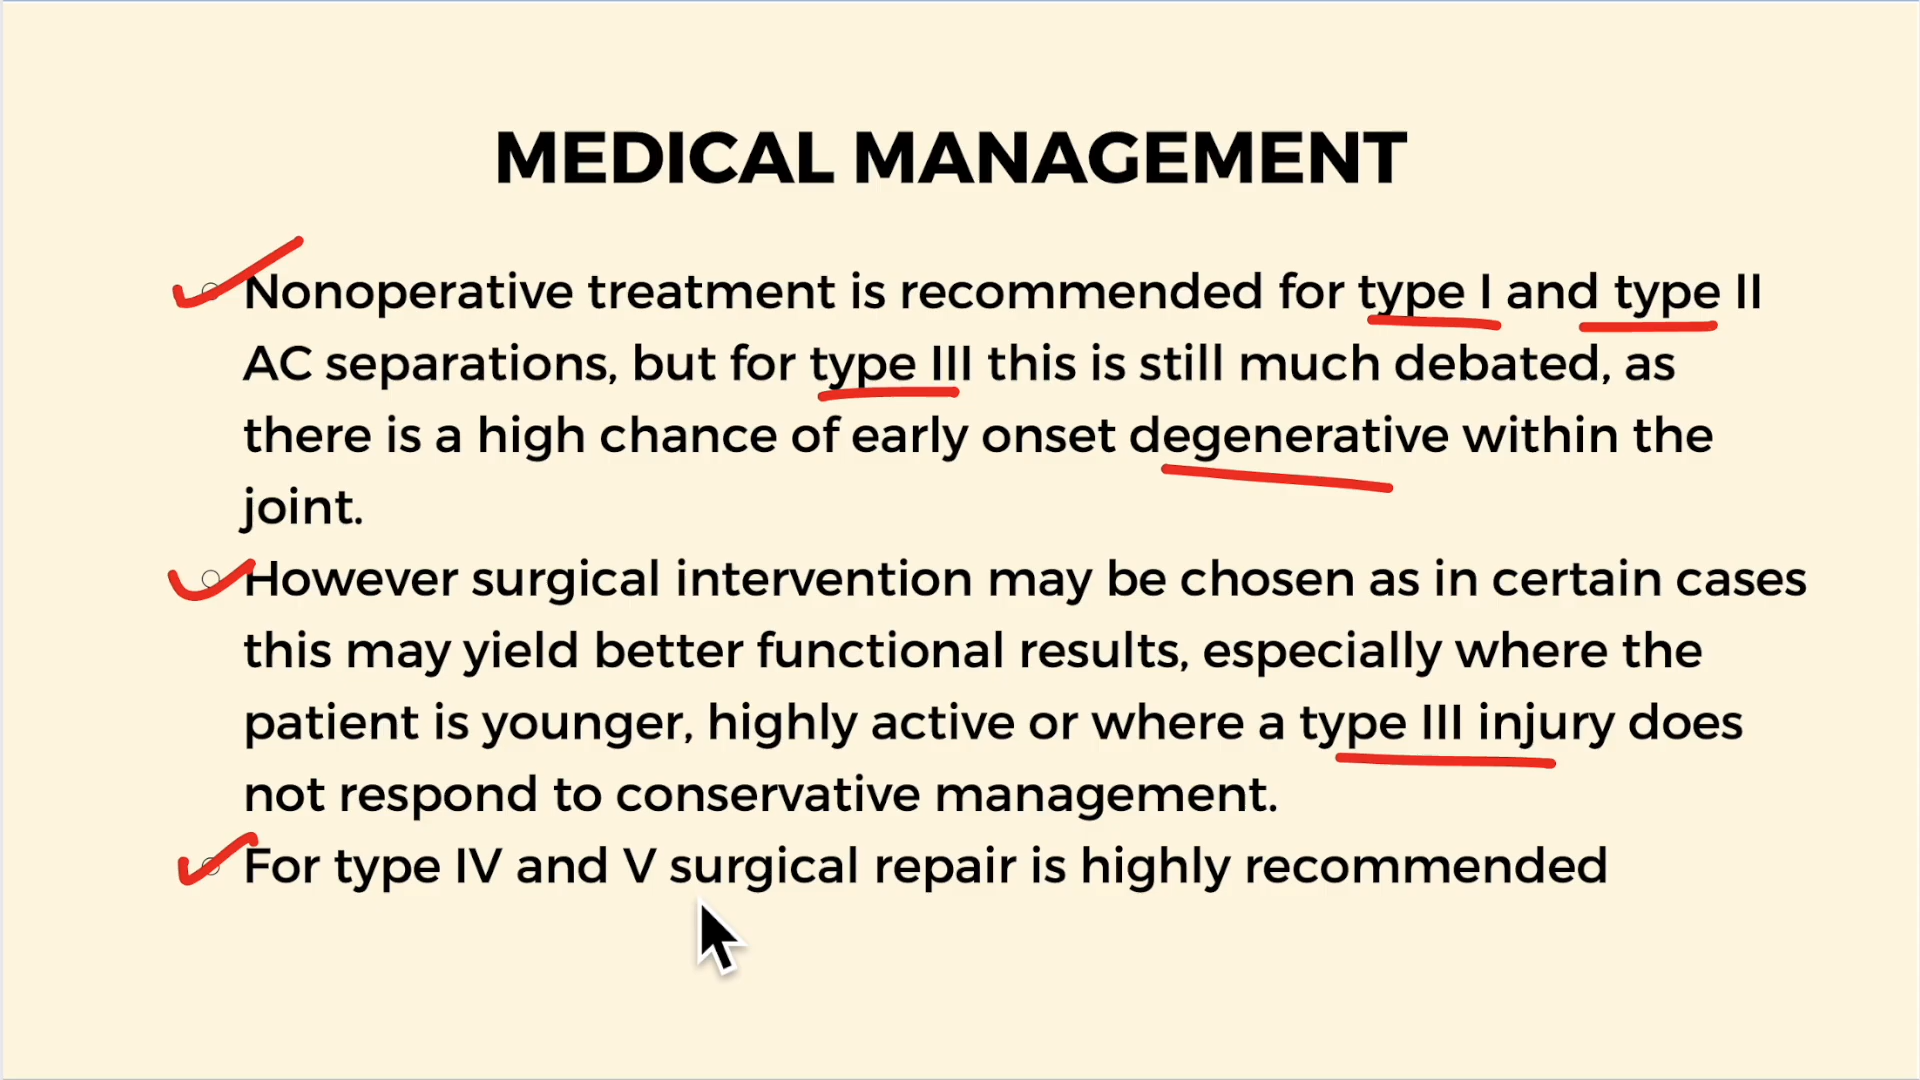 MEDICAL MANAGEMENT
Nonoperative treatment is recommended for type I and type II
AC separations, but for type III this is still much debated, as
there is a high chance of early onset degenerative within the
joint.
However surgical intervention may be chosen as in certain cases
this may yield better functional results, especially where the
patient is younger, highly active or where a type III injury does
not respond to conservative management.
For type IV and V surgical repair is highly recommended